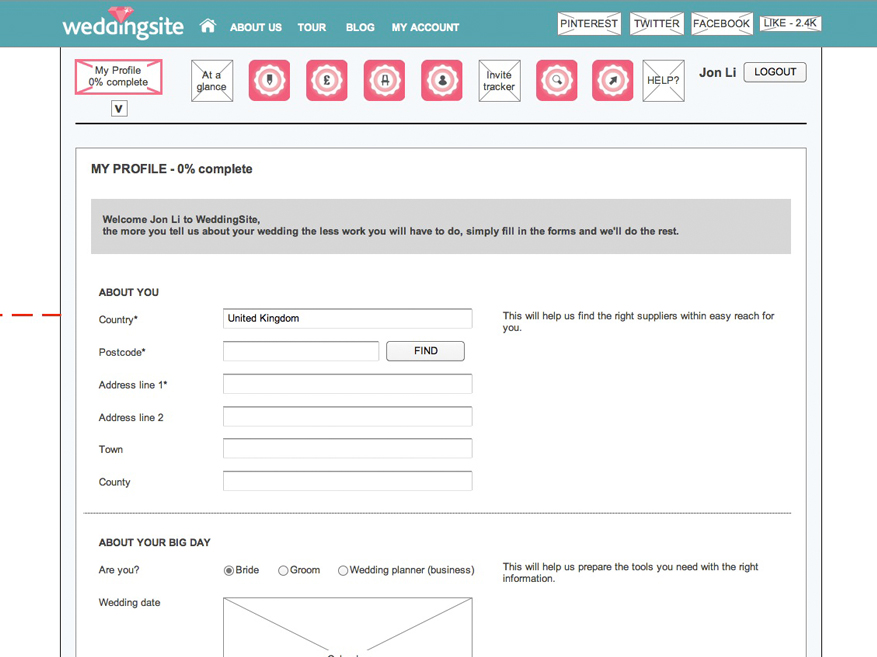 weddingsite
ABOUT US TOUR BLOG MY ACCOUNT
PINTEREST TWITTER FACEBOOK LIKE - 2.4K
My Profile
0% complete
V
At a
glance
£
Invite
tracker
HELP?
Jon Li
LOGOUT
MY PROFILE - 0% complete
Welcome Jon Li to WeddingSite,
the more you tell us about your wedding the less work you will have to do, simply fill in the forms and we'll do the rest.
ABOUT YOU
Country*
United Kingdom
This will help us find the right suppliers within easy reach for
you.
Postcode*
FIND
Address line 1*
Address line 2
Town
County
ABOUT YOUR BIG DAY
Are you?
Bride Groom Wedding planner (business)
This will help us prepare the tools you need with the right
information.
Wedding date